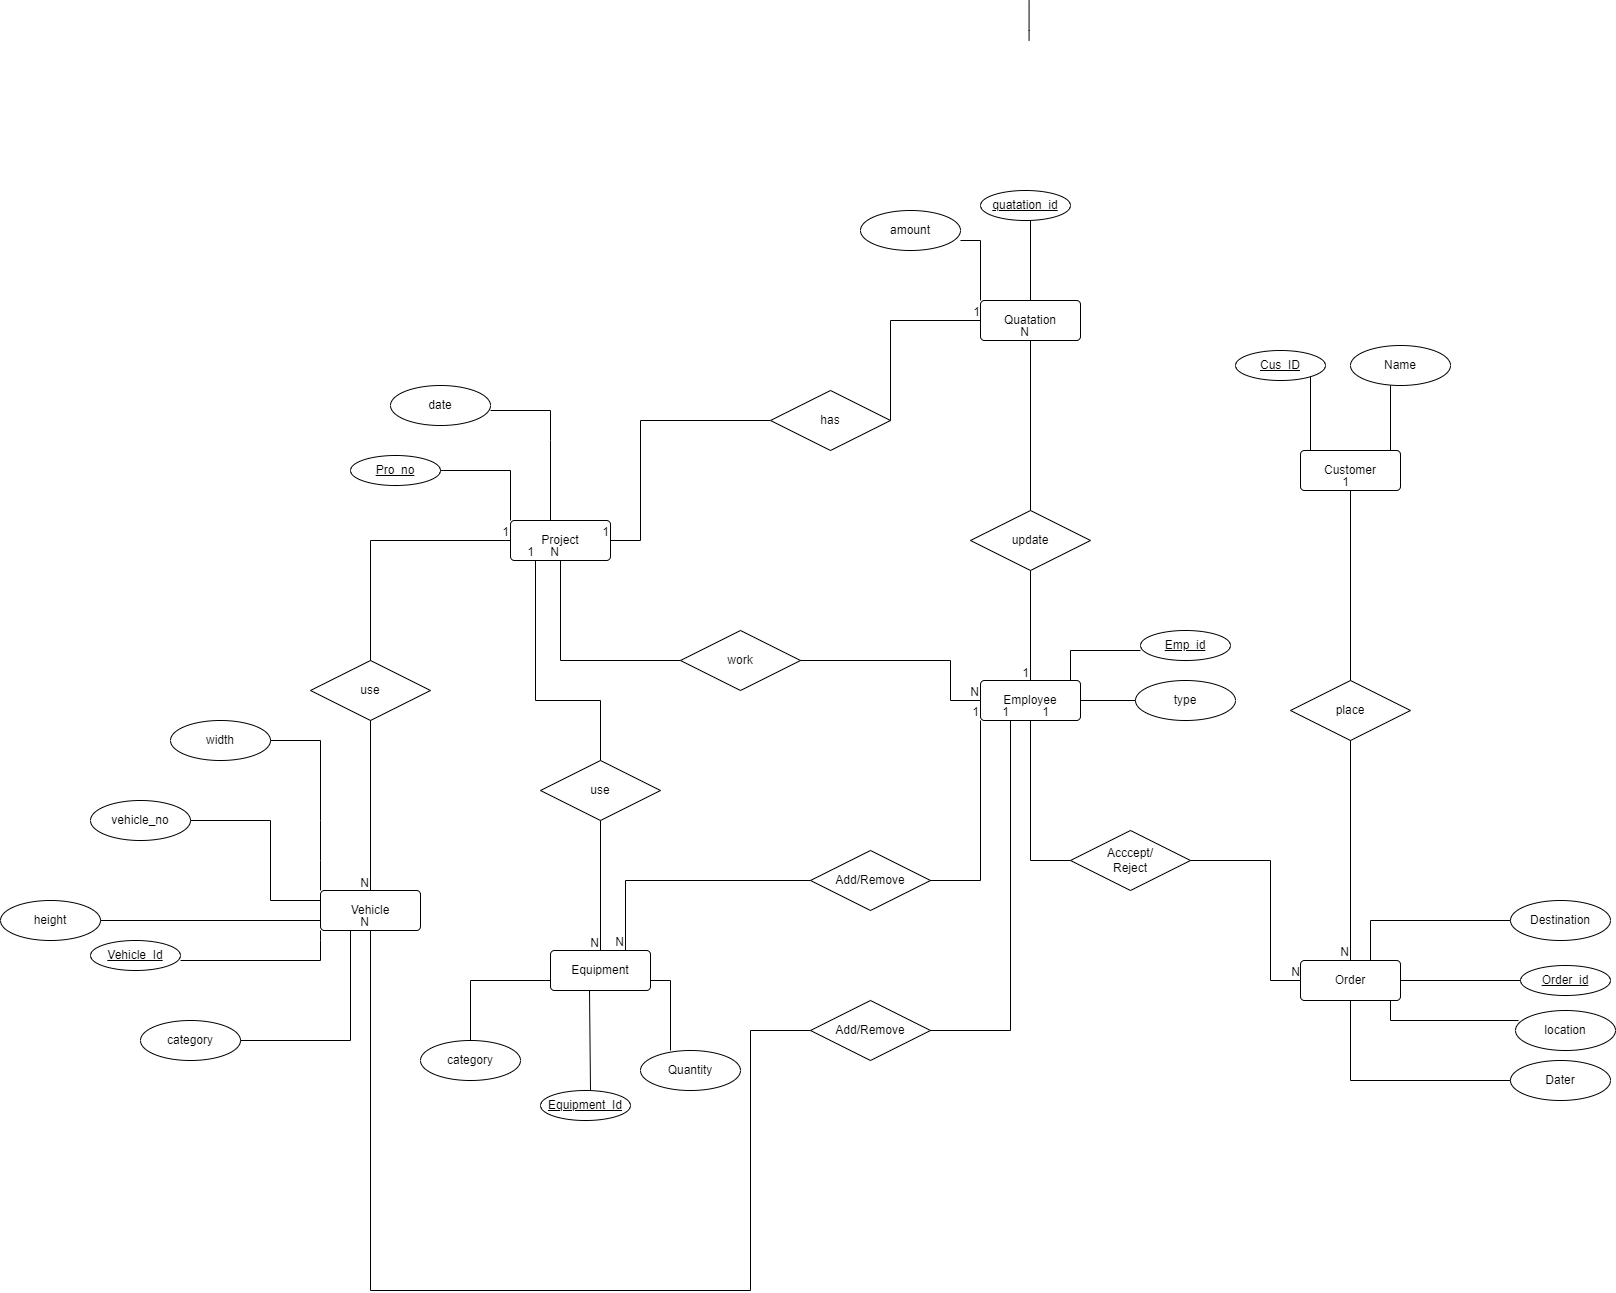 quatation_id
amount
1
Quatation
N
Cus_ID
Name
date
has
Customer
1
Pro_no
1
1
Project
1
N
update
Emp_id
work
1
use
N
Employee
type
1
1
1
place
width
use
vehicle_no
Acccept/
Reject
Add/Remove
N
Vehicle
N
height
Destination
Vehicle_Id
N
N
N
Equipment
N
Order
Order_id
category
Add/Remove
location
category
Quantity
Dater
Equipment_Id